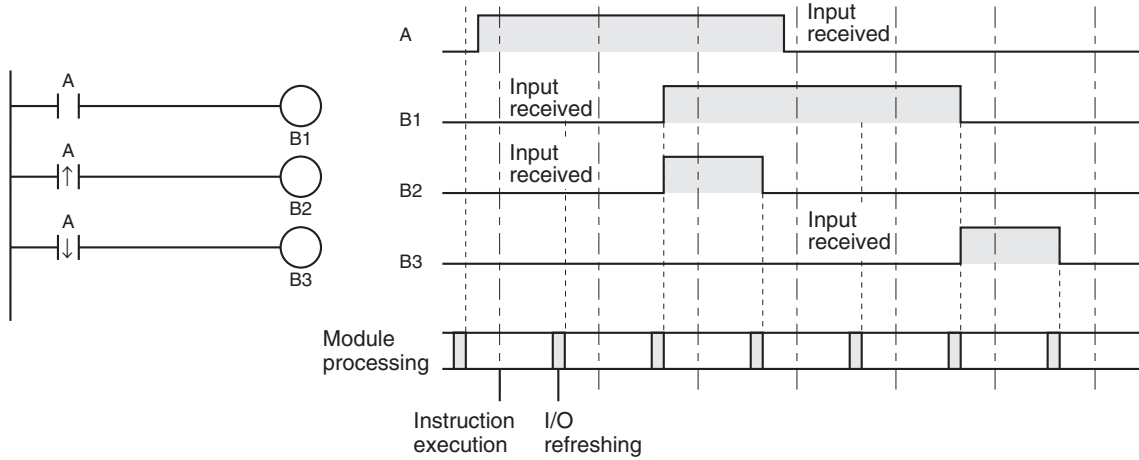 A
B1
A
↑
B2
A
↓
B3
A
Input
received
B1
Input
received
B2
Input
received
B3
Input
received
Module
processing
Instruction
execution
I/O
refreshing